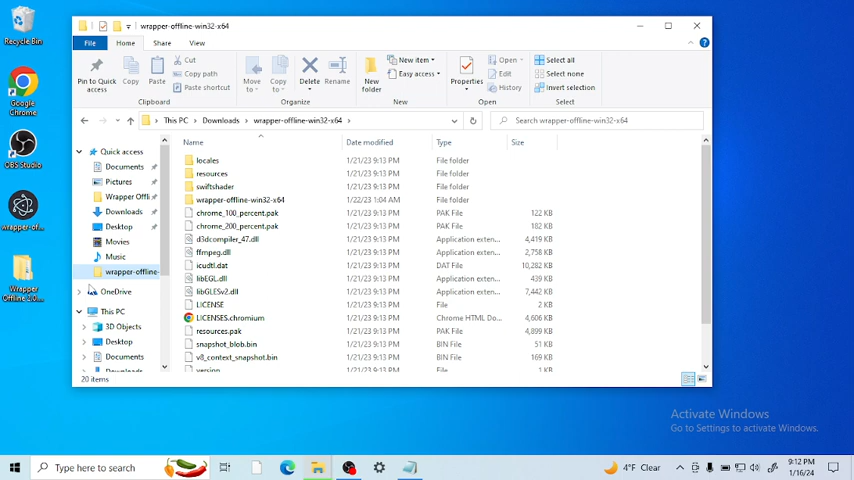 Recycle Bin
Google
Chrome
OBS Studio
wrapper-of...
Wrapper
Offline 2.0...
wrapper-offline-win32-x64
File
Home
Share
View
Pin to Quick
access
Copy
Paste
Cut
Copy path
Paste shortcut
Clipboard
Move
to
Copy
to
Delete
Rename
Organize
New
folder
New item
Easy access
New
Properties
Open
Edit
History
Open
Select all
Select none
Invert selection
Select
This PC
Downloads
wrapper-offline-win32-x64
Search wrapper-offline-win32-x64
Quick access
Documents
Pictures
Wrapper Offli
Downloads
Desktop
Movies
Music
wrapper-offline-
OneDrive
This PC
3D Objects
Desktop
Documents
Downloads
Name Date modified Type Size
locales 1/21/23 9:13 PM File folder
resources 1/21/23 9:13 PM File folder
swiftshader 1/21/23 9:13 PM File folder
wrapper-offline-win32-x64 1/22/23 1:04 AM File folder
chrome_100_percent.pak 1/21/23 9:13 PM PAK File 122 KB
chrome_200_percent.pak 1/21/23 9:13 PM PAK File 182 KB
d3dcompiler_47.dll 1/21/23 9:13 PM Application exten... 4,419 KB
ffmpeg.dll 1/21/23 9:13 PM Application exten... 2,758 KB
icudtl.dat 1/21/23 9:13 PM DAT File 10,282 KB
libEGL.dll 1/21/23 9:13 PM Application exten... 439 KB
libGLESv2.dll 1/21/23 9:13 PM Application exten... 7,442 KB
LICENSE 1/21/23 9:13 PM File 2 KB
LICENSES.chromium 1/21/23 9:13 PM Chrome HTML Do... 4,606 KB
resources.pak 1/21/23 9:13 PM PAK File 4,899 KB
snapshot_blob.bin 1/21/23 9:13 PM BIN File 51 KB
v8_context_snapshot.bin 1/21/23 9:13 PM BIN File 169 KB
version 1/21/23 9:13 PM File 1 KB
20 items
Activate Windows
Go to Settings to activate Windows.
Type here to search
4°F Clear
9:12 PM
1/16/24